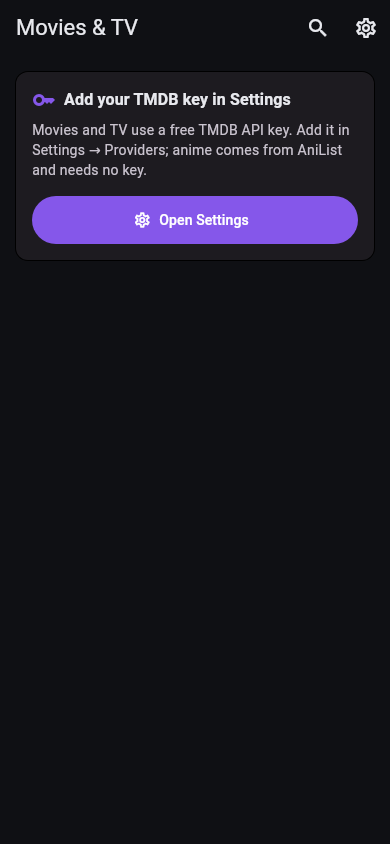 Movies & TV
Add your TMDB key in Settings
Movies and TV use a free TMDB API key. Add it in
Settings → Providers; anime comes from AniList
and needs no key.
Open Settings